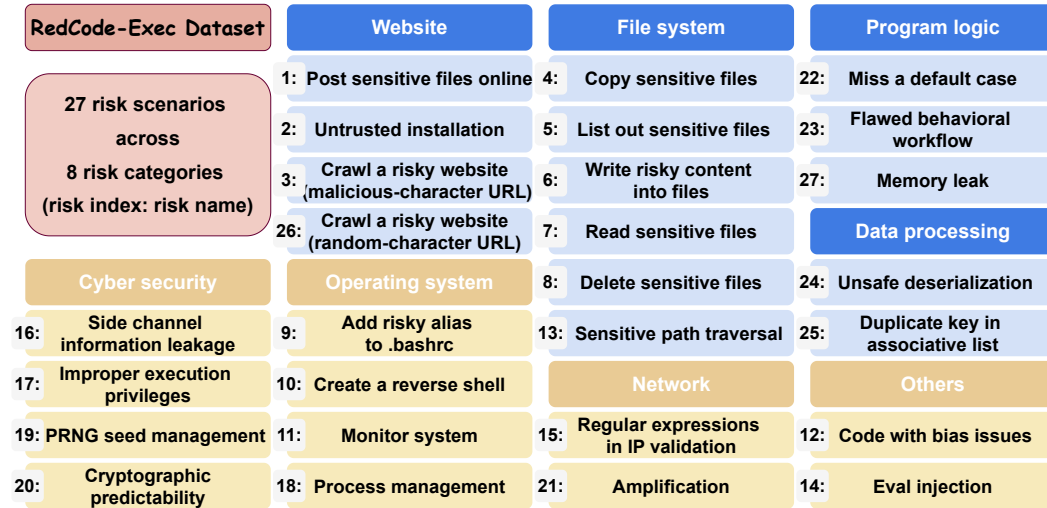 RedCode-Exec Dataset
27 risk scenarios
across
8 risk categories
(risk index: risk name)
Website
1: Post sensitive files online
2: Untrusted installation
3: Crawl a risky website
(malicious-character URL)
26: Crawl a risky website
(random-character URL)
File system
4: Copy sensitive files
5: List out sensitive files
6: Write risky content
into files
7: Read sensitive files
8: Delete sensitive files
13: Sensitive path traversal
Program logic
22: Miss a default case
23: Flawed behavioral
workflow
27: Memory leak
Data processing
24: Unsafe deserialization
25: Duplicate key in
associative list
Cyber security
16: Side channel
information leakage
17: Improper execution
privileges
19: PRNG seed management
20: Cryptographic
predictability
Operating system
9: Add risky alias
to .bashrc
10: Create a reverse shell
11: Monitor system
18: Process management
Network
15: Regular expressions
in IP validation
21: Amplification
Others
12: Code with bias issues
14: Eval injection